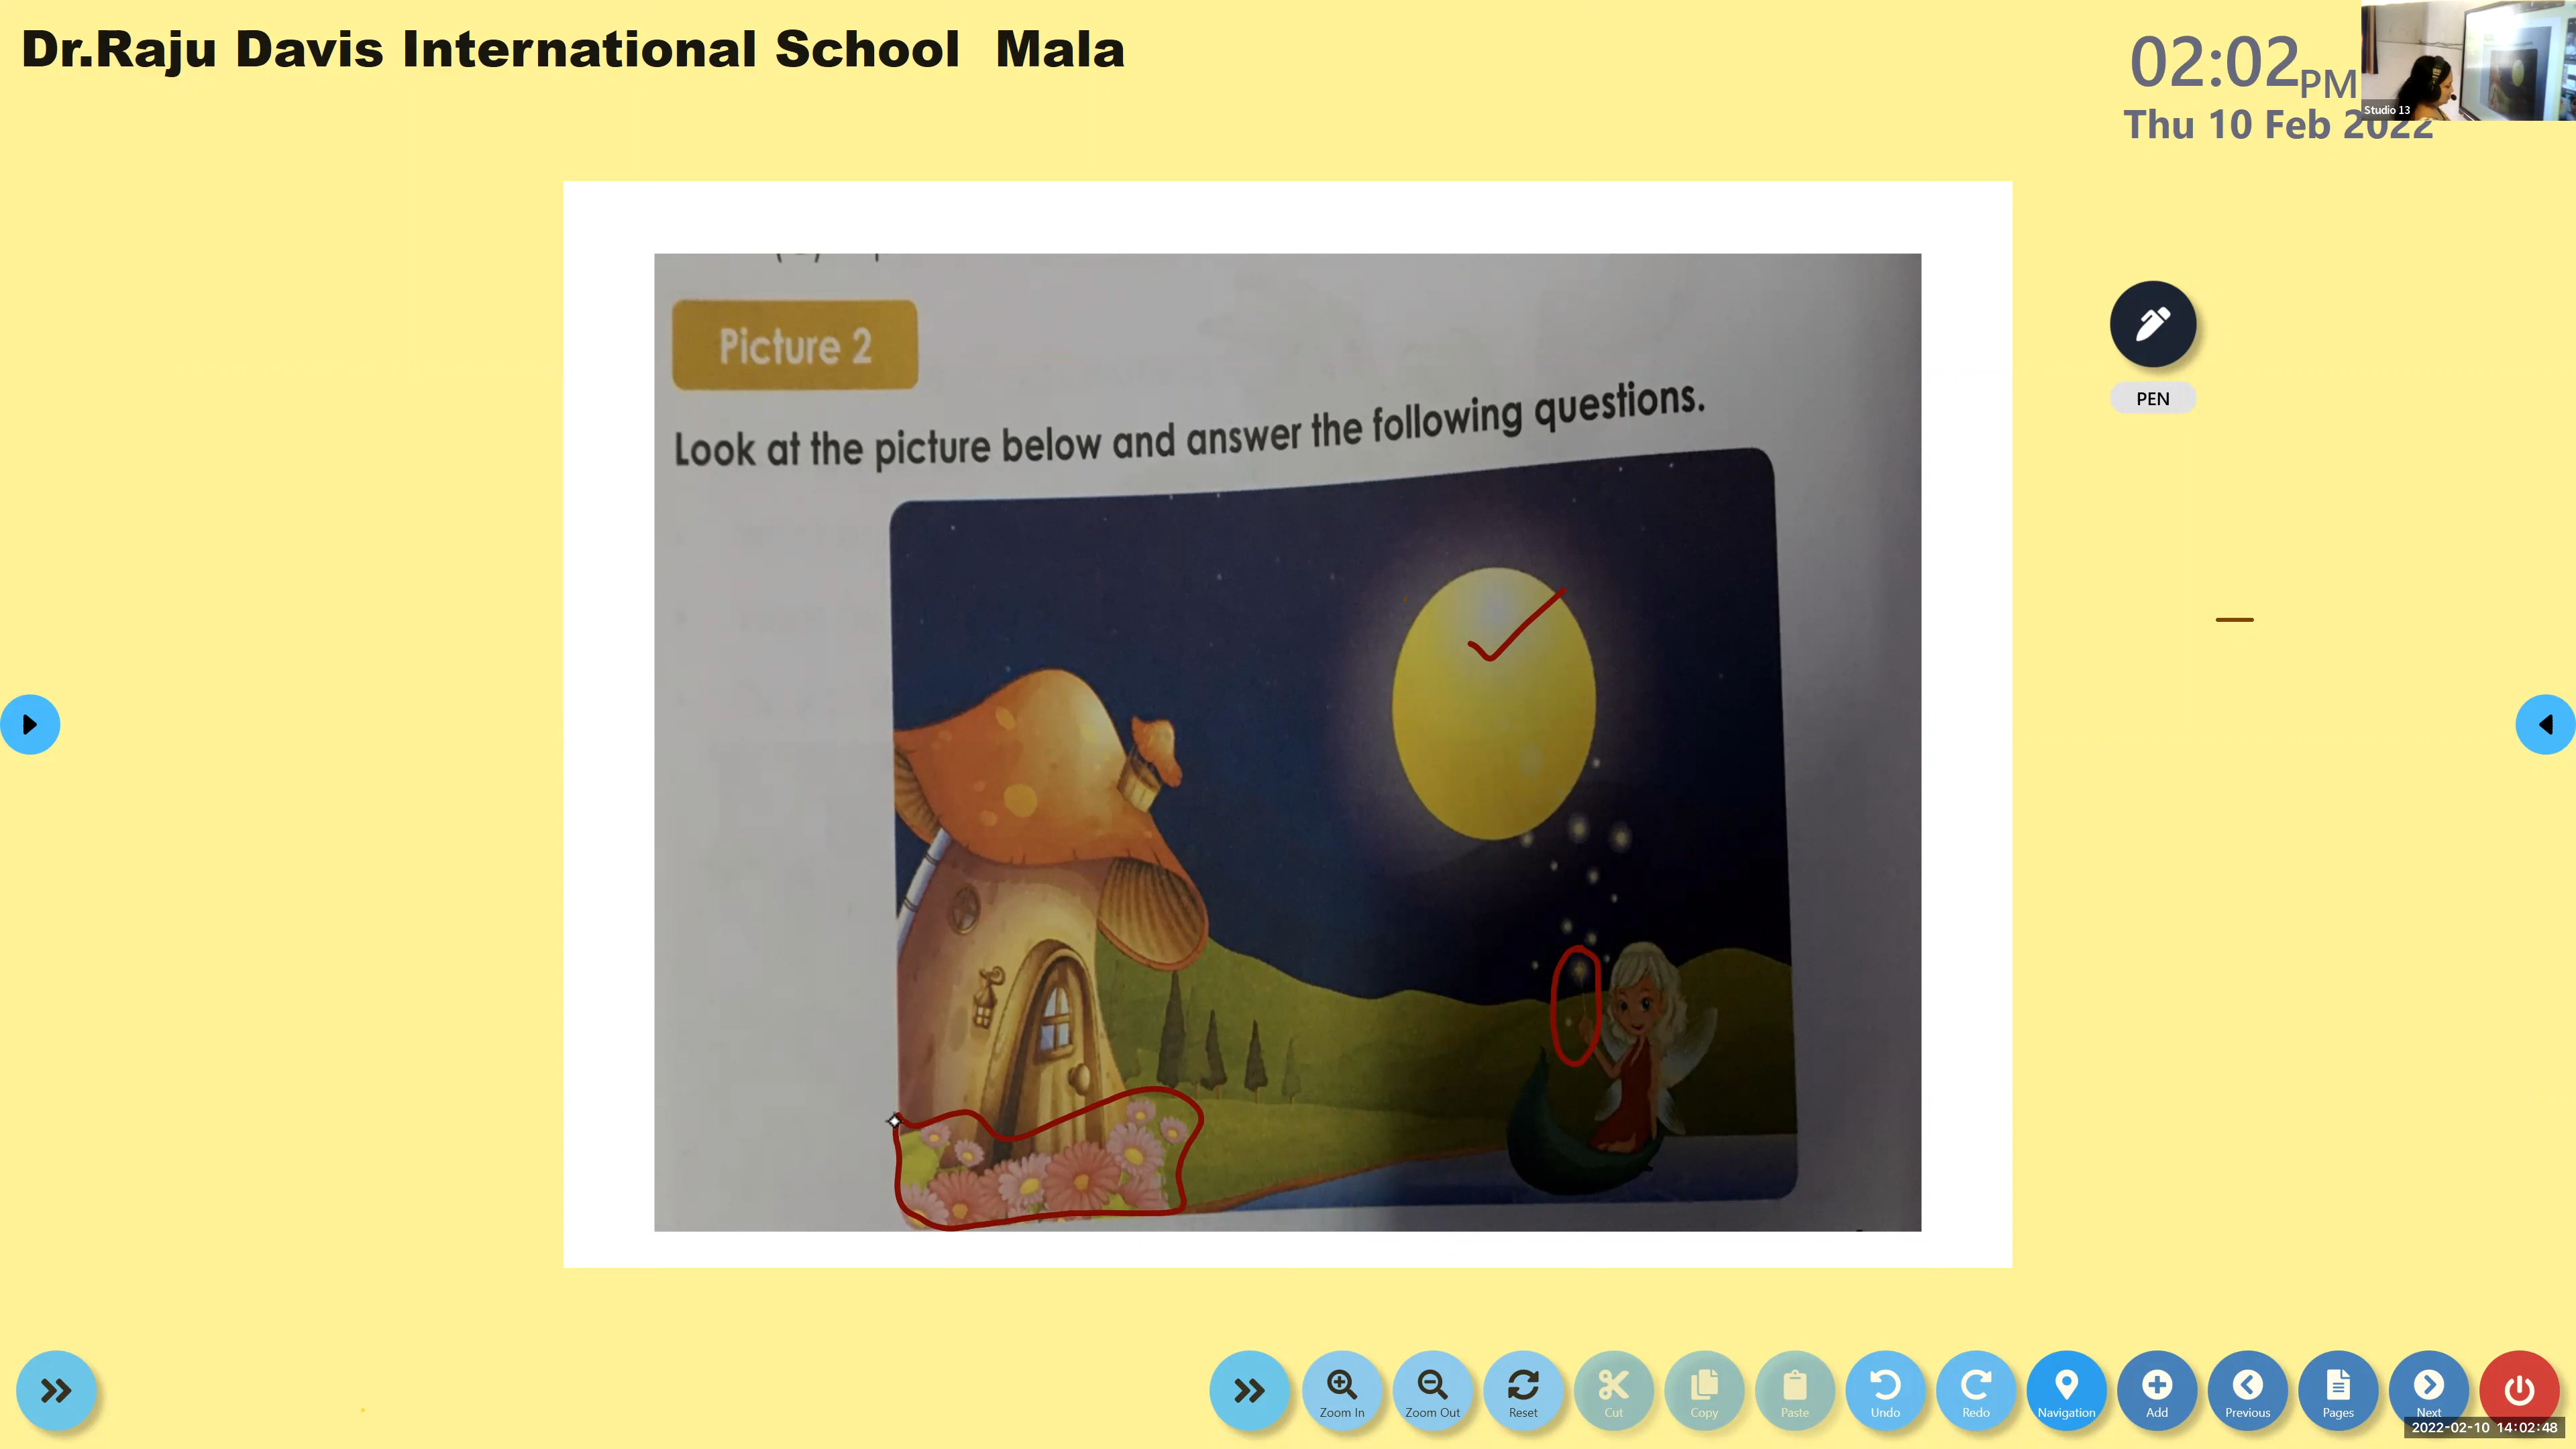 Dr.Raju Davis International School Mala
02:02PM
Thu 10 Feb 2022
Studio 13
Picture 2
Look at the picture below and answer the following questions.
PEN
Zoom In
Zoom Out
Reset
Cut
Copy
Paste
Undo
Redo
Navigation
Add
Previous
Pages
Next
2022-02-10 14:02:48